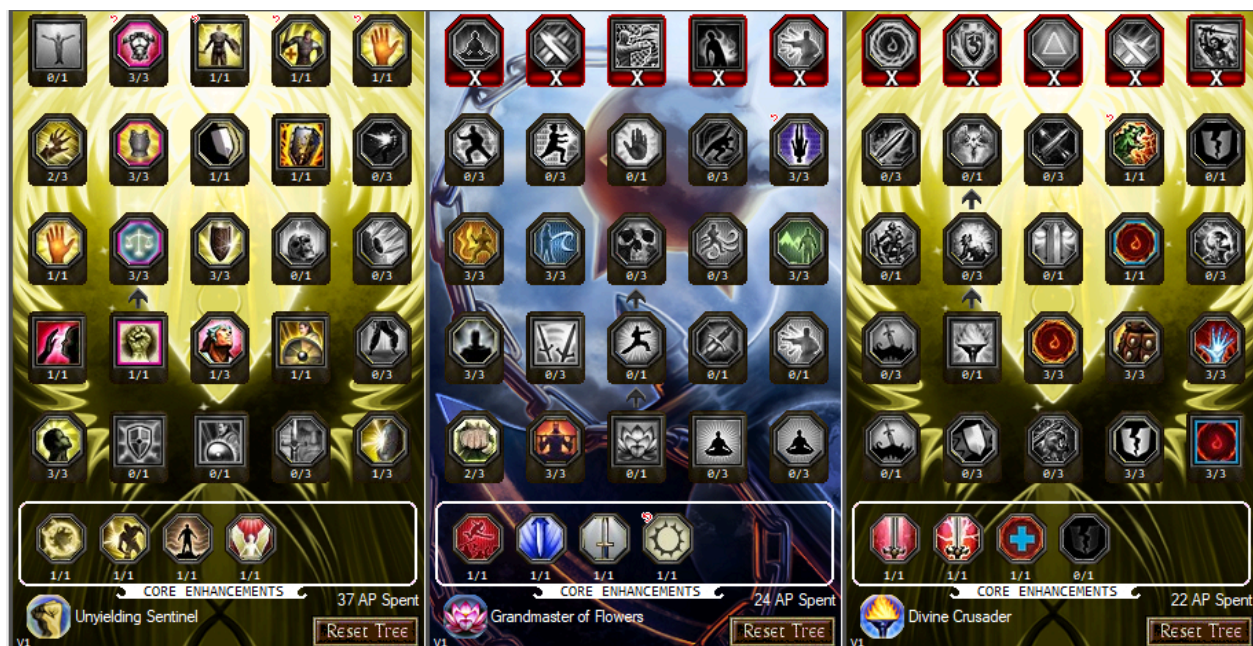 0/1 3/3 1/1 1/1 1/1
2/3 3/3 1/1 1/1 0/3
1/1 3/3 3/3 0/1 0/3
1/1 1/1 1/3 1/1 0/3
3/3 0/1 0/1 0/3 1/3
1/1 1/1 1/1 1/1
CORE ENHANCEMENTS
37 AP Spent
Unyielding Sentinel
V1
RESET TREE
X X X X X
0/3 0/3 0/1 0/3 3/3
3/3 3/3 0/3 0/3 3/3
3/3 0/3 0/1 0/3 0/1
2/3 3/3 0/1 0/3 0/3
1/1 1/1 1/1 1/1
CORE ENHANCEMENTS
24 AP Spent
Grandmaster of Flowers
V1
RESET TREE
X X X X X
0/3 0/1 0/3 1/1 0/1
0/1 0/3 0/1 1/1 0/3
0/3 0/1 3/3 3/3 3/3
0/1 0/3 0/3 3/3 3/3
1/1 1/1 1/1 0/1
CORE ENHANCEMENTS
22 AP Spent
Divine Crusader
V1
RESET TREE